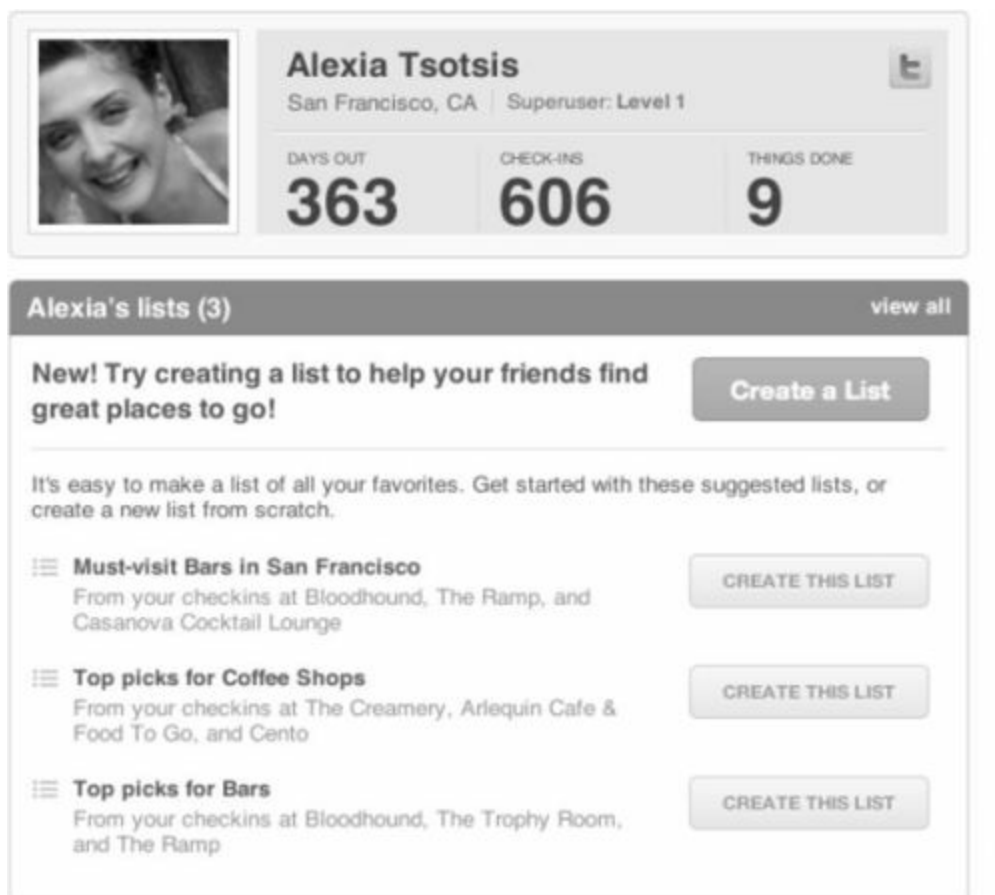 Alexia Tsotsis
San Francisco, CA Superuser: Level 1
DAYS OUT CHECK-INS THINGS DONE
363 606 9
Alexia's lists (3) view all
New! Try creating a list to help your friends find
great places to go!
Create a List
It's easy to make a list of all your favorites. Get started with these suggested lists, or
create a new list from scratch.
Must-visit Bars in San Francisco
From your checkins at Bloodhound, The Ramp, and
Casanova Cocktail Lounge
CREATE THIS LIST
Top picks for Coffee Shops
From your checkins at The Creamery, Arlequin Cafe &
Food To Go, and Cento
CREATE THIS LIST
Top picks for Bars
From your checkins at Bloodhound, The Trophy Room,
and The Ramp
CREATE THIS LIST